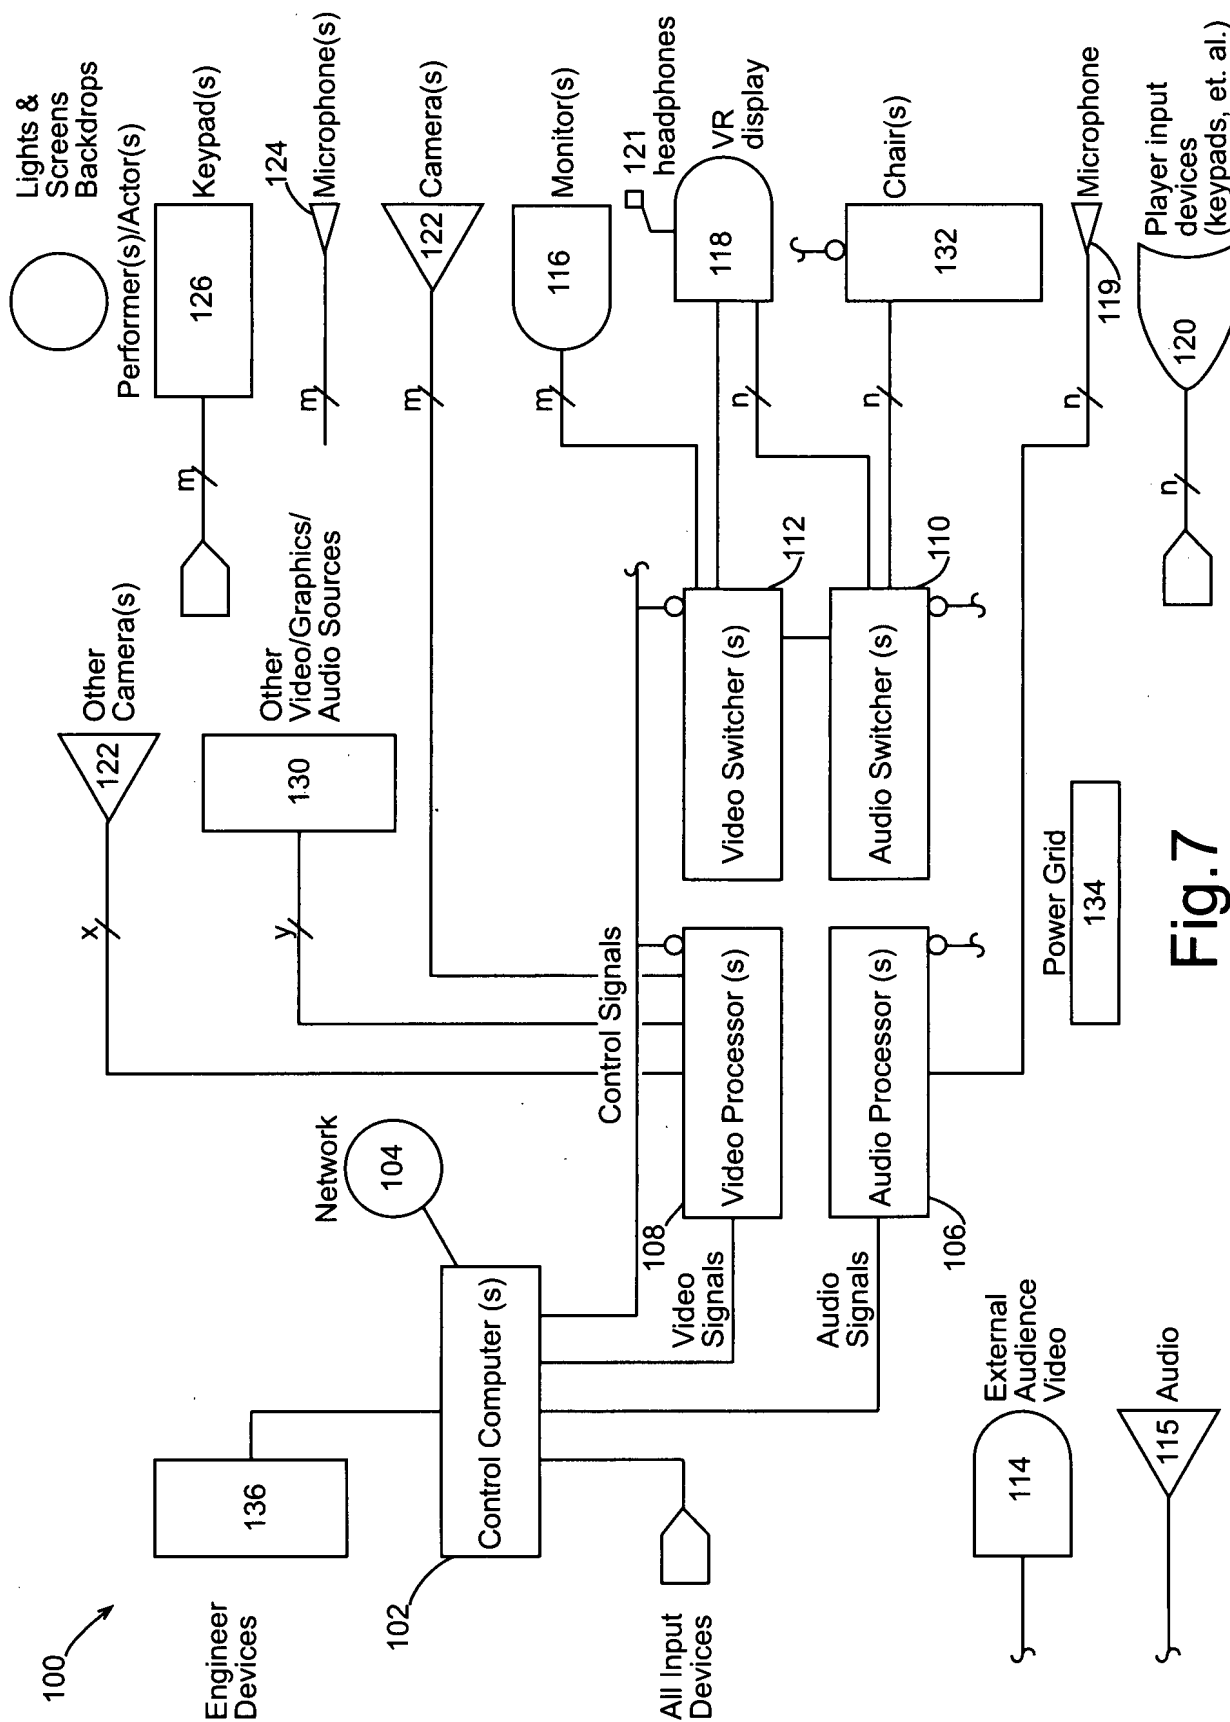 100
Engineer
Devices
136
102
Control Computer (s)
Network
104
All Input
Devices
Control Signals
Video
Signals
Audio
Signals
108
Video Processor (s)
106
Audio Processor (s)
Other
Camera(s)
122
x
Other
Video/Graphics/
Audio Sources
130
y
Lights &
Screens
Backdrops
Performer(s)/Actor(s)
Keypad(s)
126
m
124
Microphone(s)
m
Camera(s)
122
m
Monitor(s)
116
m
121
headphones
VR
display
118
n
Chair(s)
132
n
Microphone
119
n
Player input
devices
(keypads, et. al.)
120
n
112
Video Switcher (s)
110
Audio Switcher (s)
External
Audience
Video
114
Audio
115
Power Grid
134
Fig.7